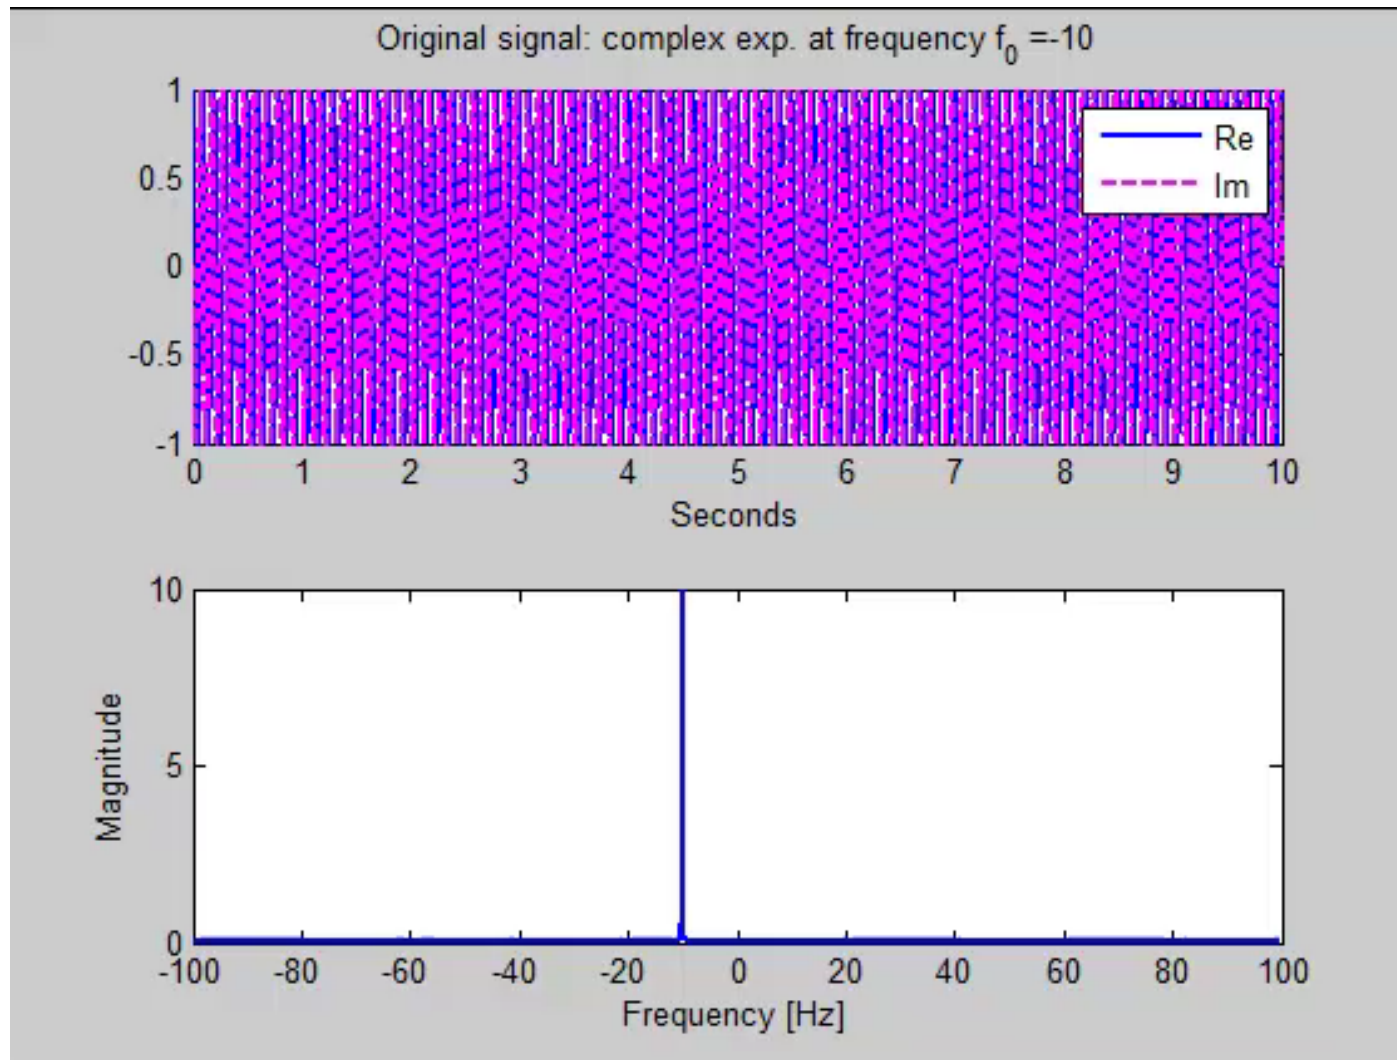 Original signal: complex exp. at frequency f0 =-10
1
0.5
0
-0.5
-1
Re
Im
0 1 2 3 4 5 6 7 8 9 10
Seconds
10
5
0
Magnitude
-100 -80 -60 -40 -20 0 20 40 60 80 100
Frequency [Hz]